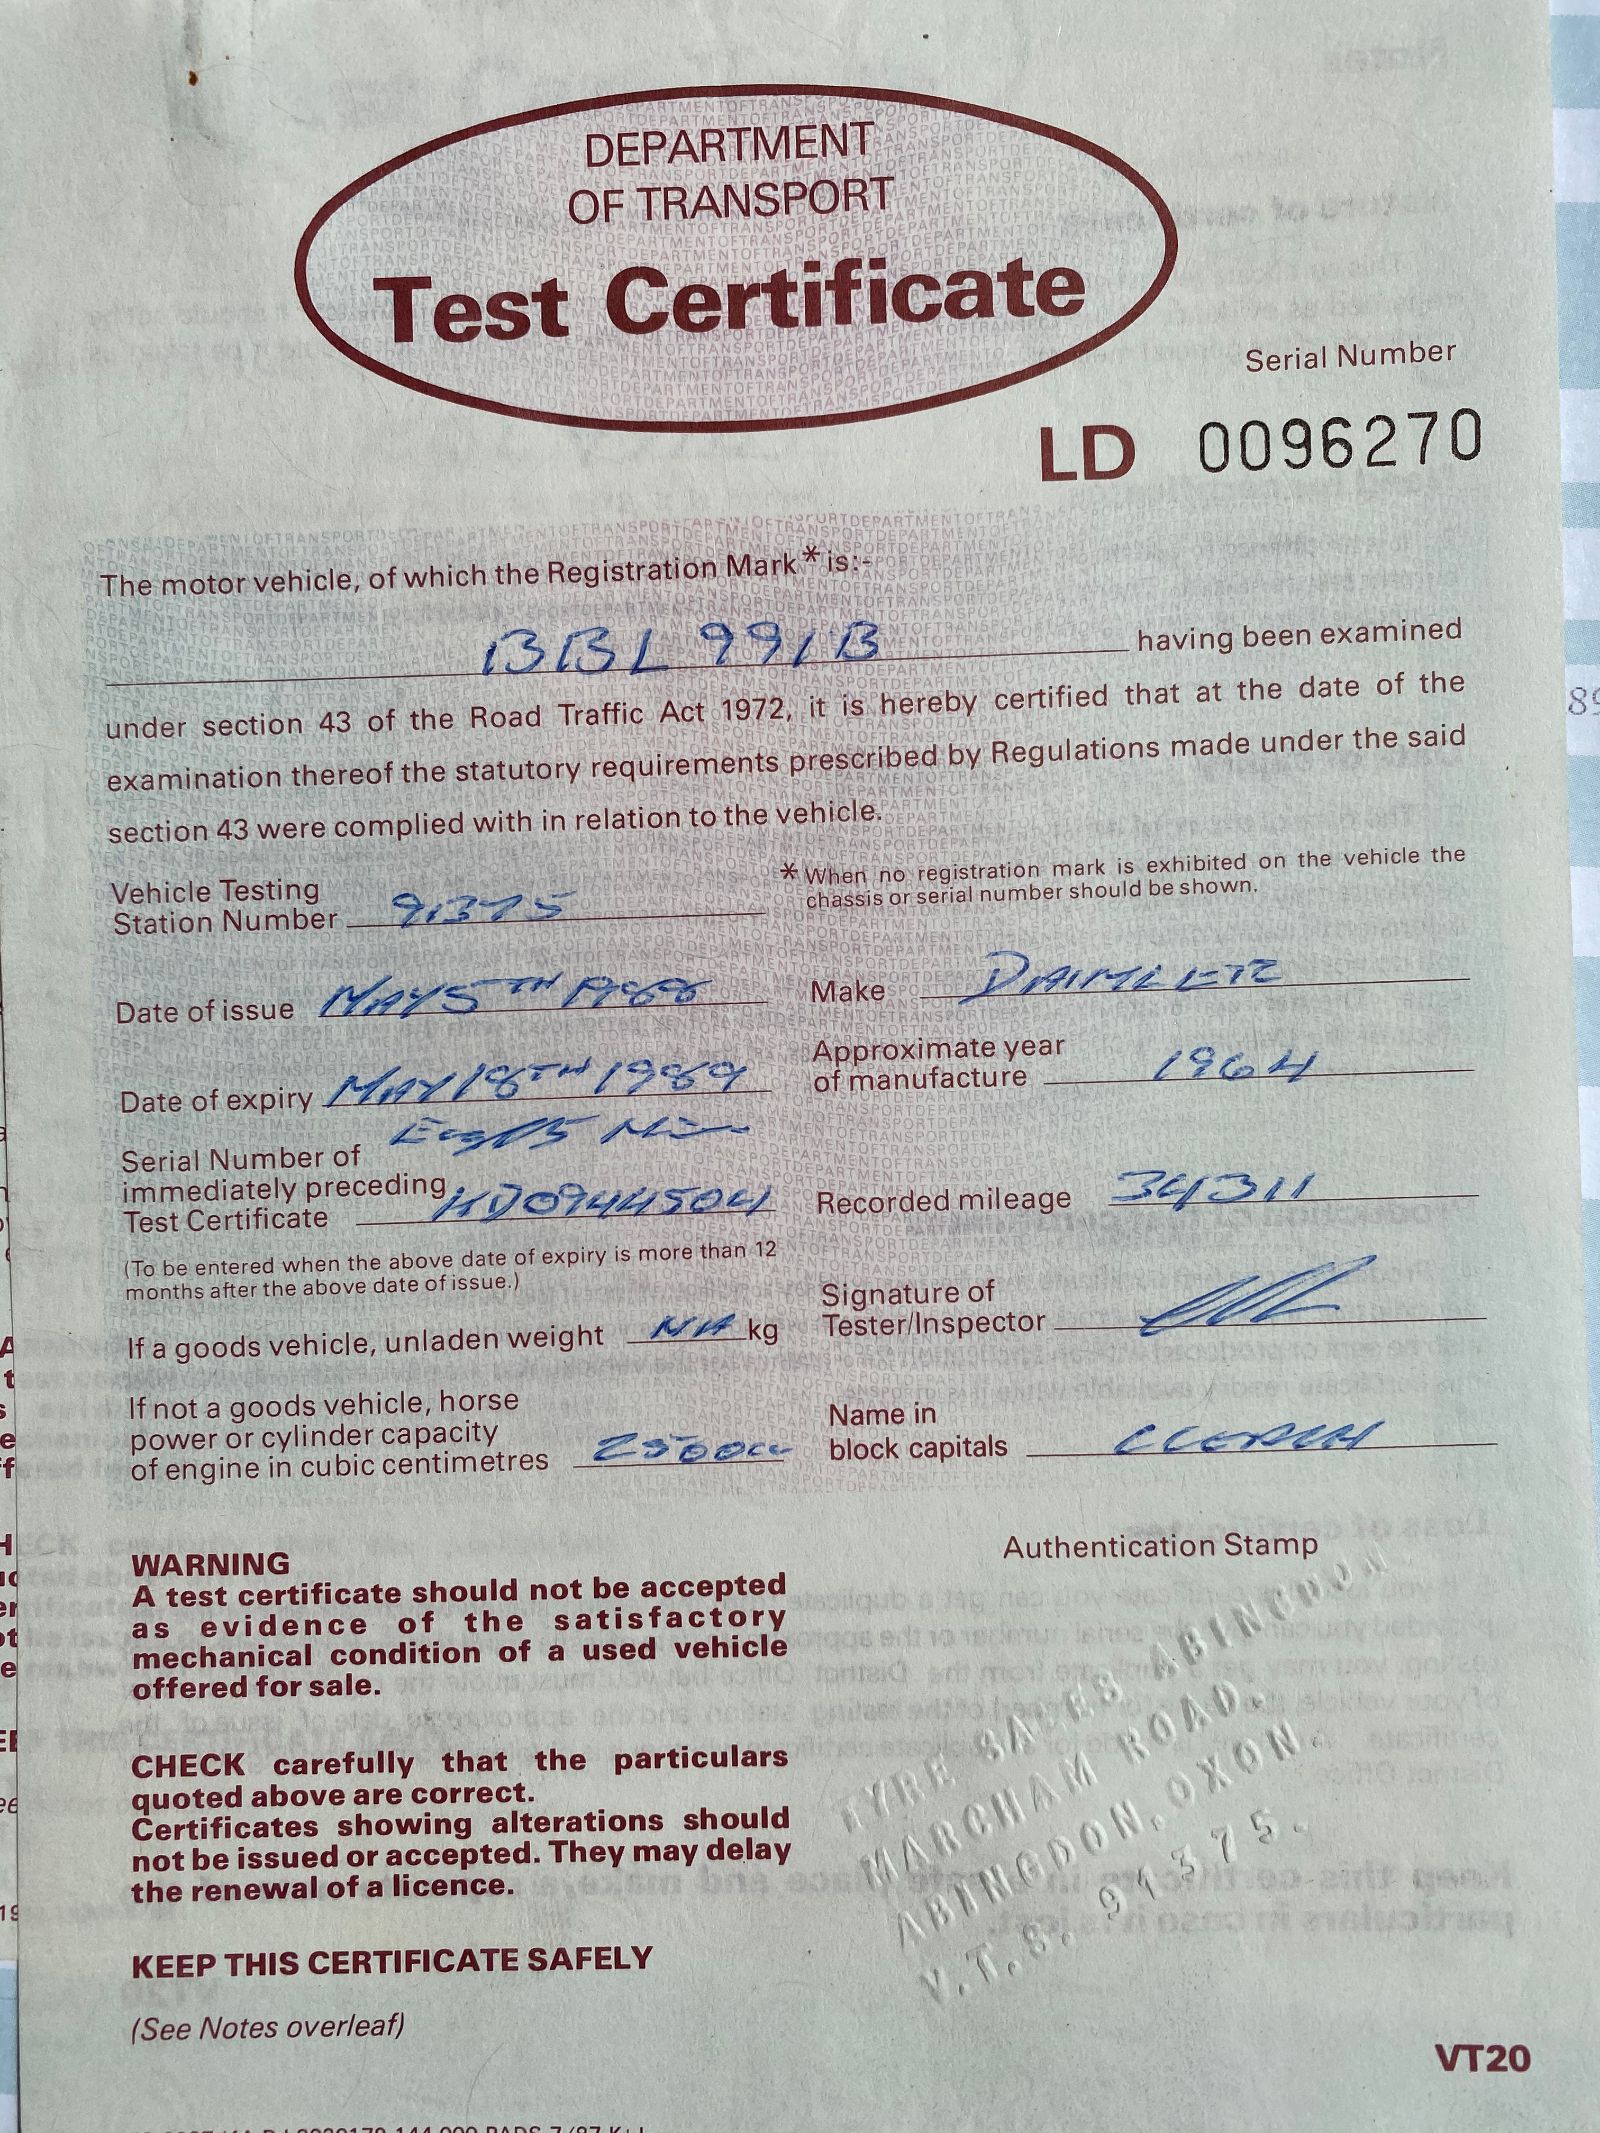 DEPARTMENT
OF TRANSPORT
Test Certificate
Serial Number
LD 0096270
The motor vehicle, of which the Registration Mark * is:-
BBL 991B having been examined
under section 43 of the Road Traffic Act 1972, it is hereby certified that at the date of the
examination thereof the statutory requirements prescribed by Regulations made under the said
section 43 were complied with in relation to the vehicle.
* When no registration mark is exhibited on the vehicle the
chassis or serial number should be shown.
Vehicle Testing
Station Number 91375
Date of issue MAY 5TH 1988
Make DAIMLER
Date of expiry MAY 18TH 1989
Approximate year
of manufacture 1964
Serial Number of
immediately preceding
Test Certificate KD0944504
Recorded mileage 34311
(To be entered when the above date of expiry is more than 12
months after the above date of issue.)
Signature of
Tester/Inspector
If a goods vehicle, unladen weight NA kg
If not a goods vehicle, horse
power or cylinder capacity
of engine in cubic centimetres 2500cc
Name in
block capitals
Authentication Stamp
TYRE SALES ABINGDON
MARCHAM ROAD.
ABINGDON. OXON.
V.T.S. 91375.
WARNING
A test certificate should not be accepted
as evidence of the satisfactory
mechanical condition of a used vehicle
offered for sale.
CHECK carefully that the particulars
quoted above are correct.
Certificates showing alterations should
not be issued or accepted. They may delay
the renewal of a licence.
KEEP THIS CERTIFICATE SAFELY
(See Notes overleaf)
VT20